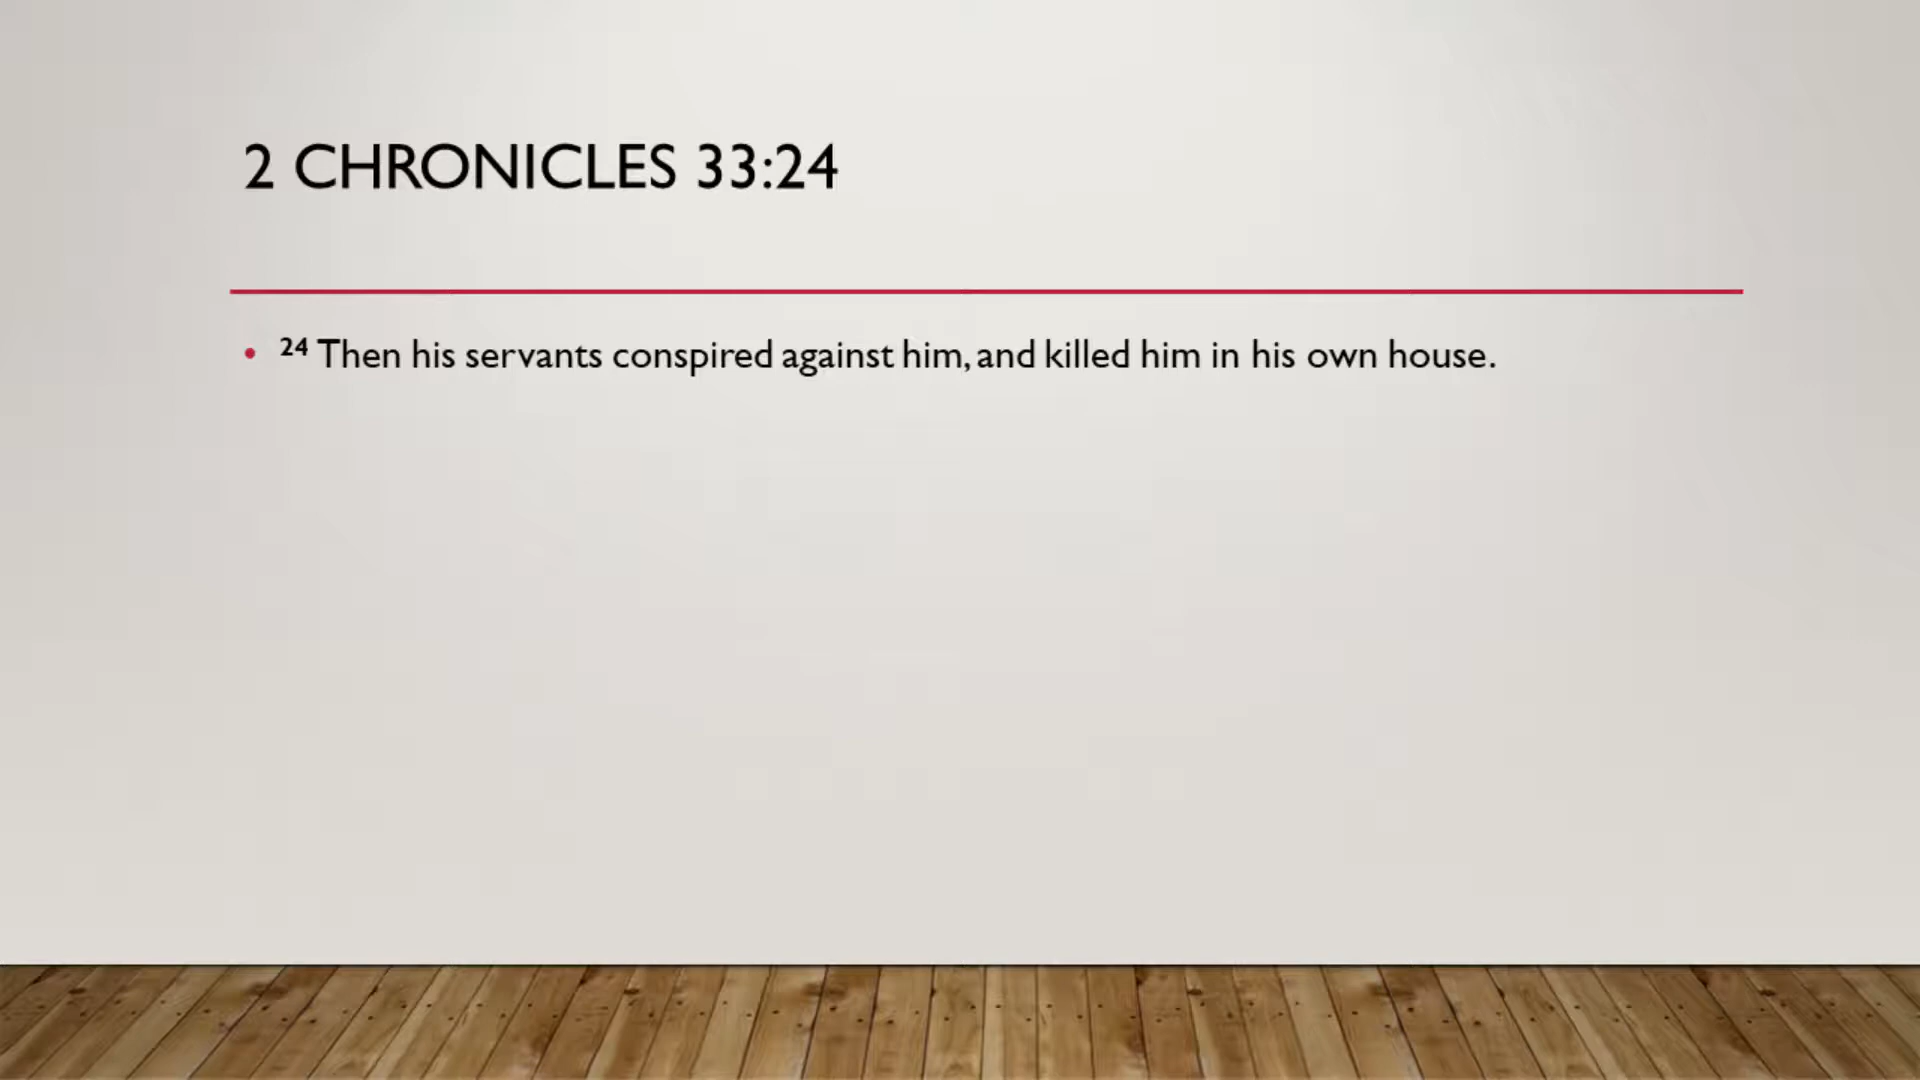 2 CHRONICLES 33:24
• 24 Then his servants conspired against him, and killed him in his own house.